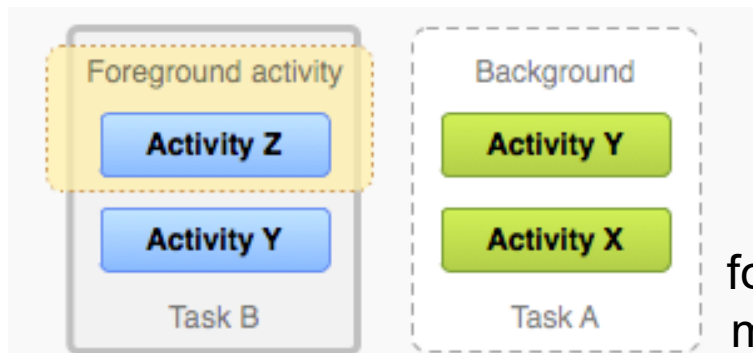 Foreground activity
Activity Z
Activity Y
Task B
Background
Activity Y
Activity X
Task A